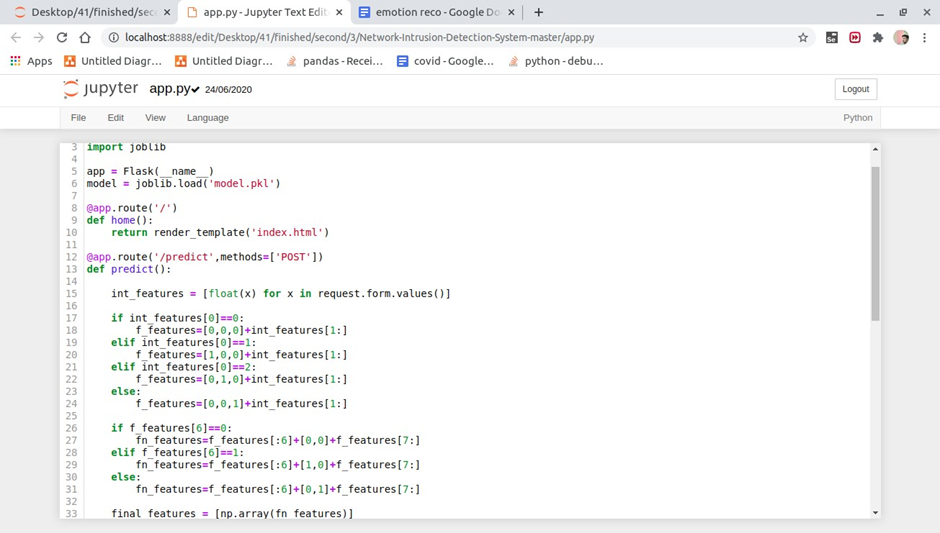 Desktop/41/finished/seco
app.py - Jupyter Text Edit
emotion reco - Google Do
localhost:8888/edit/Desktop/41/finished/second/3/Network-Intrusion-Detection-System-master/app.py
Apps
Untitled Diagr...
Untitled Diagr...
pandas - Recei...
covid - Google...
python - debu...
jupyter app.py 24/06/2020
Logout
File Edit View Language
Python
3 import joblib
4
5 app = Flask(__name__)
6 model = joblib.load('model.pkl')
7
8 @app.route('/')
9 def home():
10     return render_template('index.html')
11
12 @app.route('/predict',methods=['POST'])
13 def predict():
14
15     int_features = [float(x) for x in request.form.values()]
16
17     if int_features[0]==0:
18         f_features=[0,0,0]+int_features[1:]
19     elif int_features[0]==1:
20         f_features=[1,0,0]+int_features[1:]
21     elif int_features[0]==2:
22         f_features=[0,1,0]+int_features[1:]
23     else:
24         f_features=[0,0,1]+int_features[1:]
25
26     if f_features[6]==0:
27         fn_features=f_features[:6]+[0,0]+f_features[7:]
28     elif f_features[6]==1:
29         fn_features=f_features[:6]+[1,0]+f_features[7:]
30     else:
31         fn_features=f_features[:6]+[0,1]+f_features[7:]
32
33     final_features = [np.array(fn_features)]